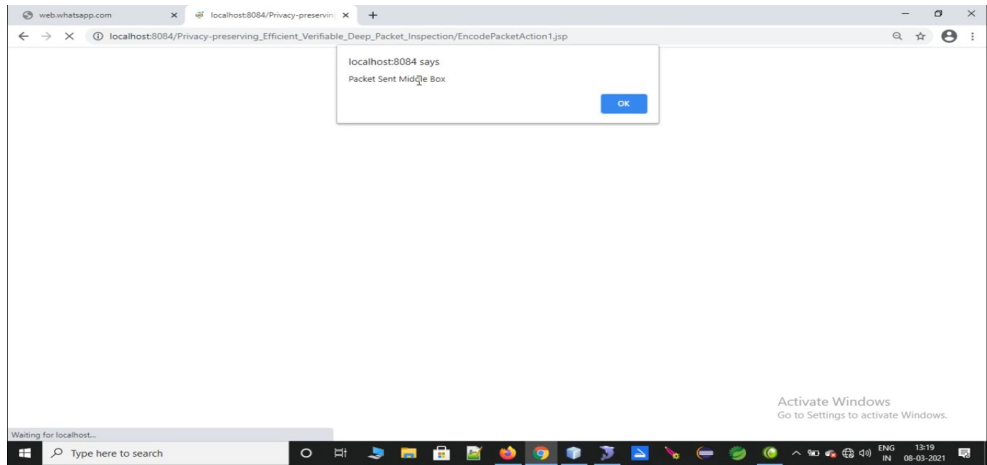 web.whatsapp.com
localhost:8084/Privacy-preservin
localhost:8084/Privacy-preserving_Efficient_Verifiable_Deep_Packet_Inspection/EncodePacketAction1.jsp
localhost:8084 says
Packet Sent Middle Box
OK
Activate Windows
Go to Settings to activate Windows.
Waiting for localhost...
Type here to search
ENG
IN
13:19
08-03-2021